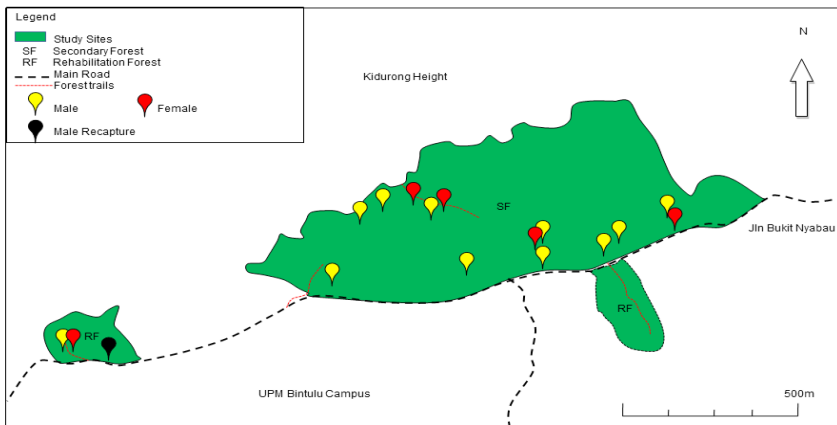 Legend
Study Sites
SF Secondary Forest
RF Rehabilitation Forest
Main Road
Forest trails
Male Female
Male Recapture
N
Kidurong Height
SF
Jln Bukit Nyabau
RF
RF
UPM Bintulu Campus
500m